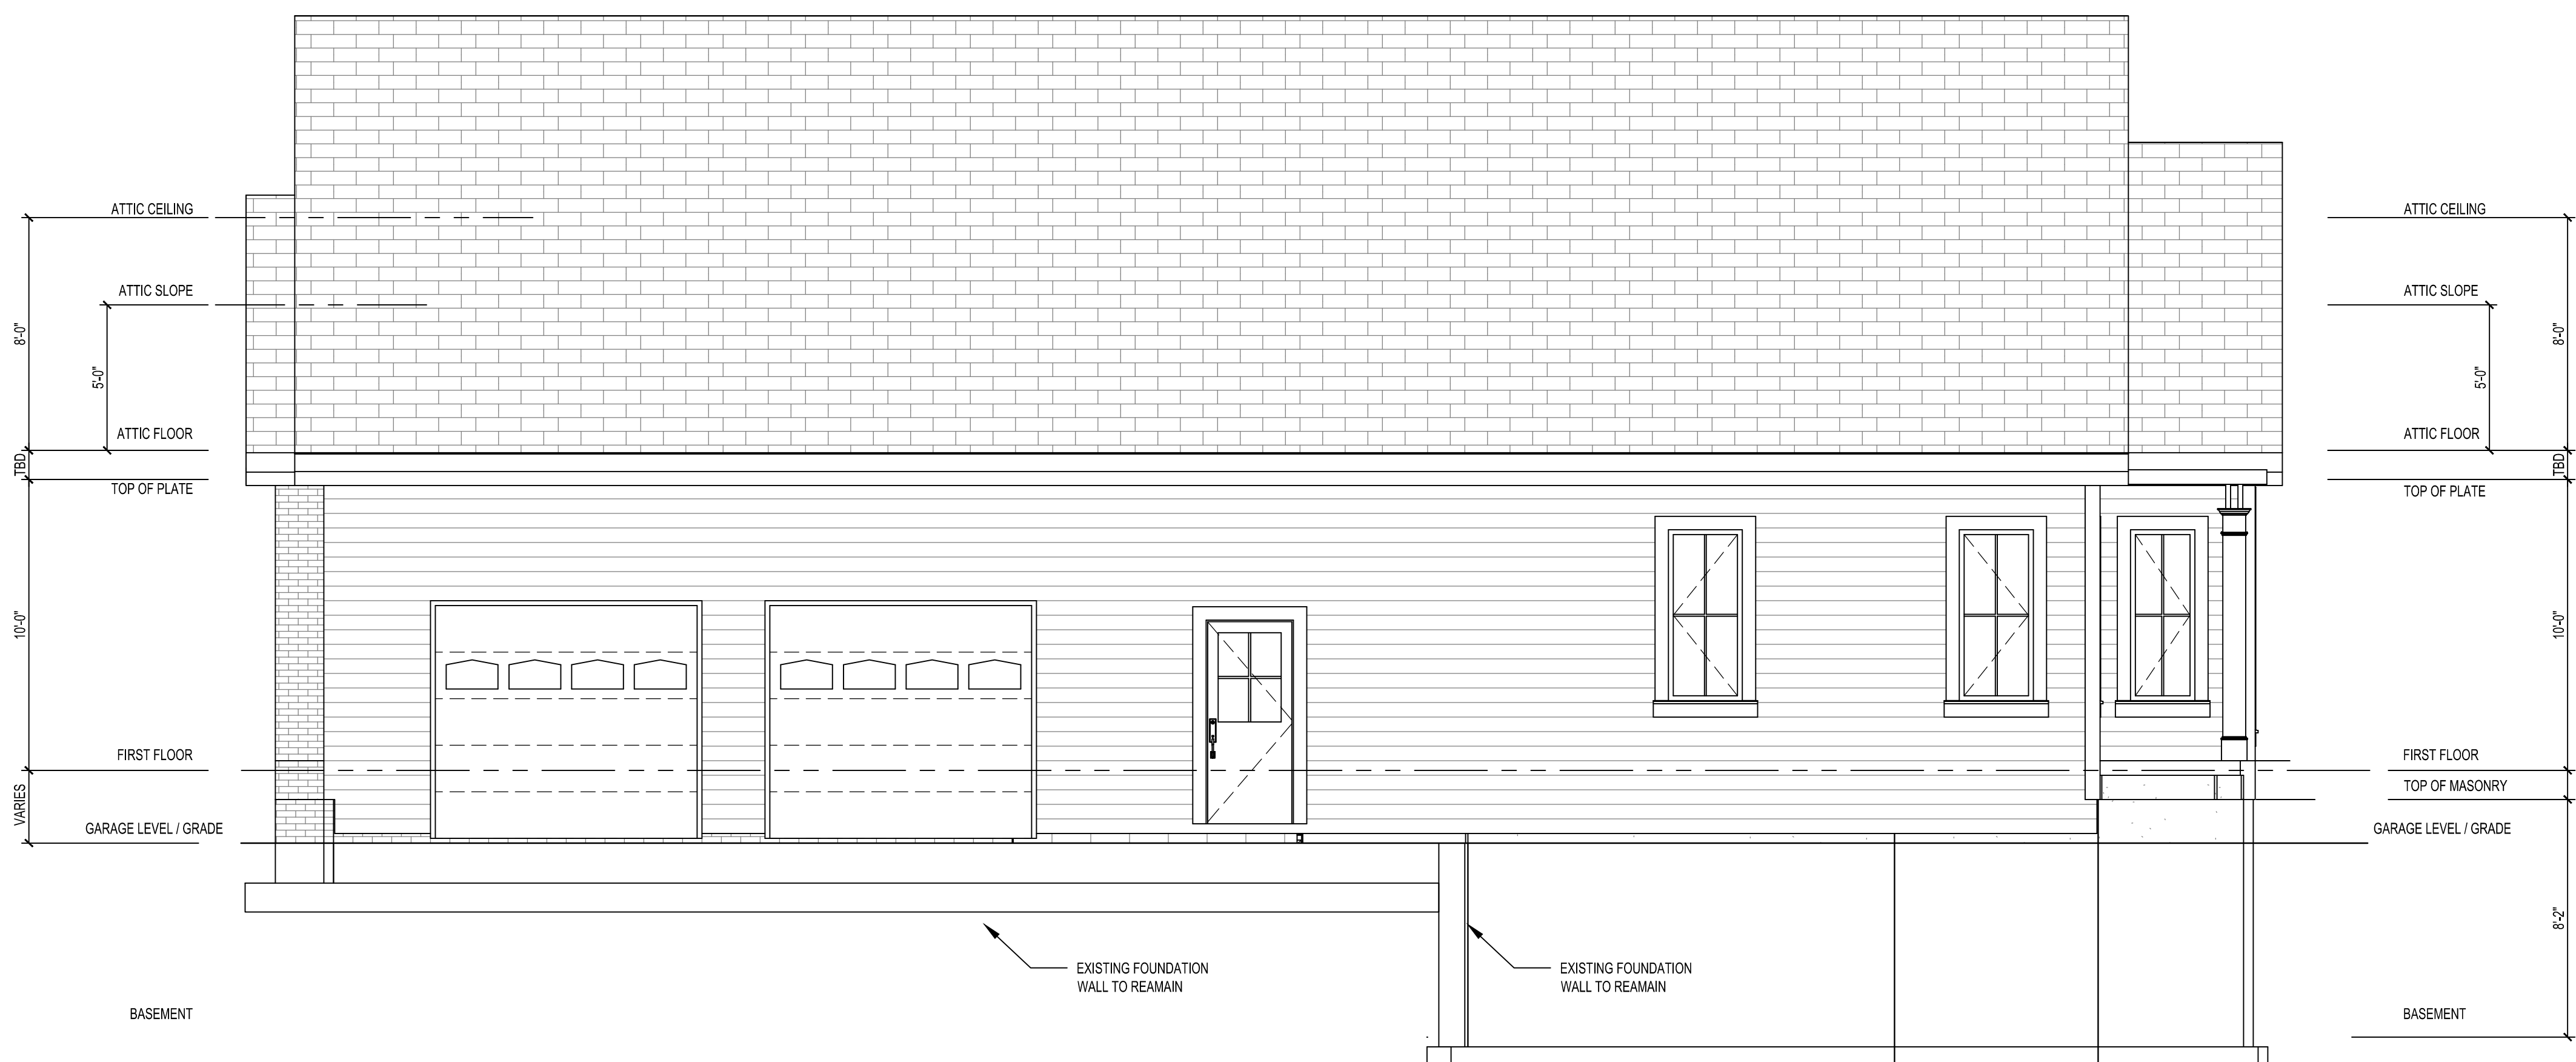 ATTIC CEILING
ATTIC SLOPE
8'-0"
5'-0"
ATTIC FLOOR
TBD
TOP OF PLATE
10'-0"
FIRST FLOOR
VARIES
GARAGE LEVEL / GRADE
BASEMENT
EXISTING FOUNDATION
WALL TO REAMAIN
EXISTING FOUNDATION
WALL TO REAMAIN
ATTIC CEILING
ATTIC SLOPE
8'-0"
5'-0"
ATTIC FLOOR
TBD
TOP OF PLATE
10'-0"
FIRST FLOOR
TOP OF MASONRY
GARAGE LEVEL / GRADE
8'-2"
BASEMENT